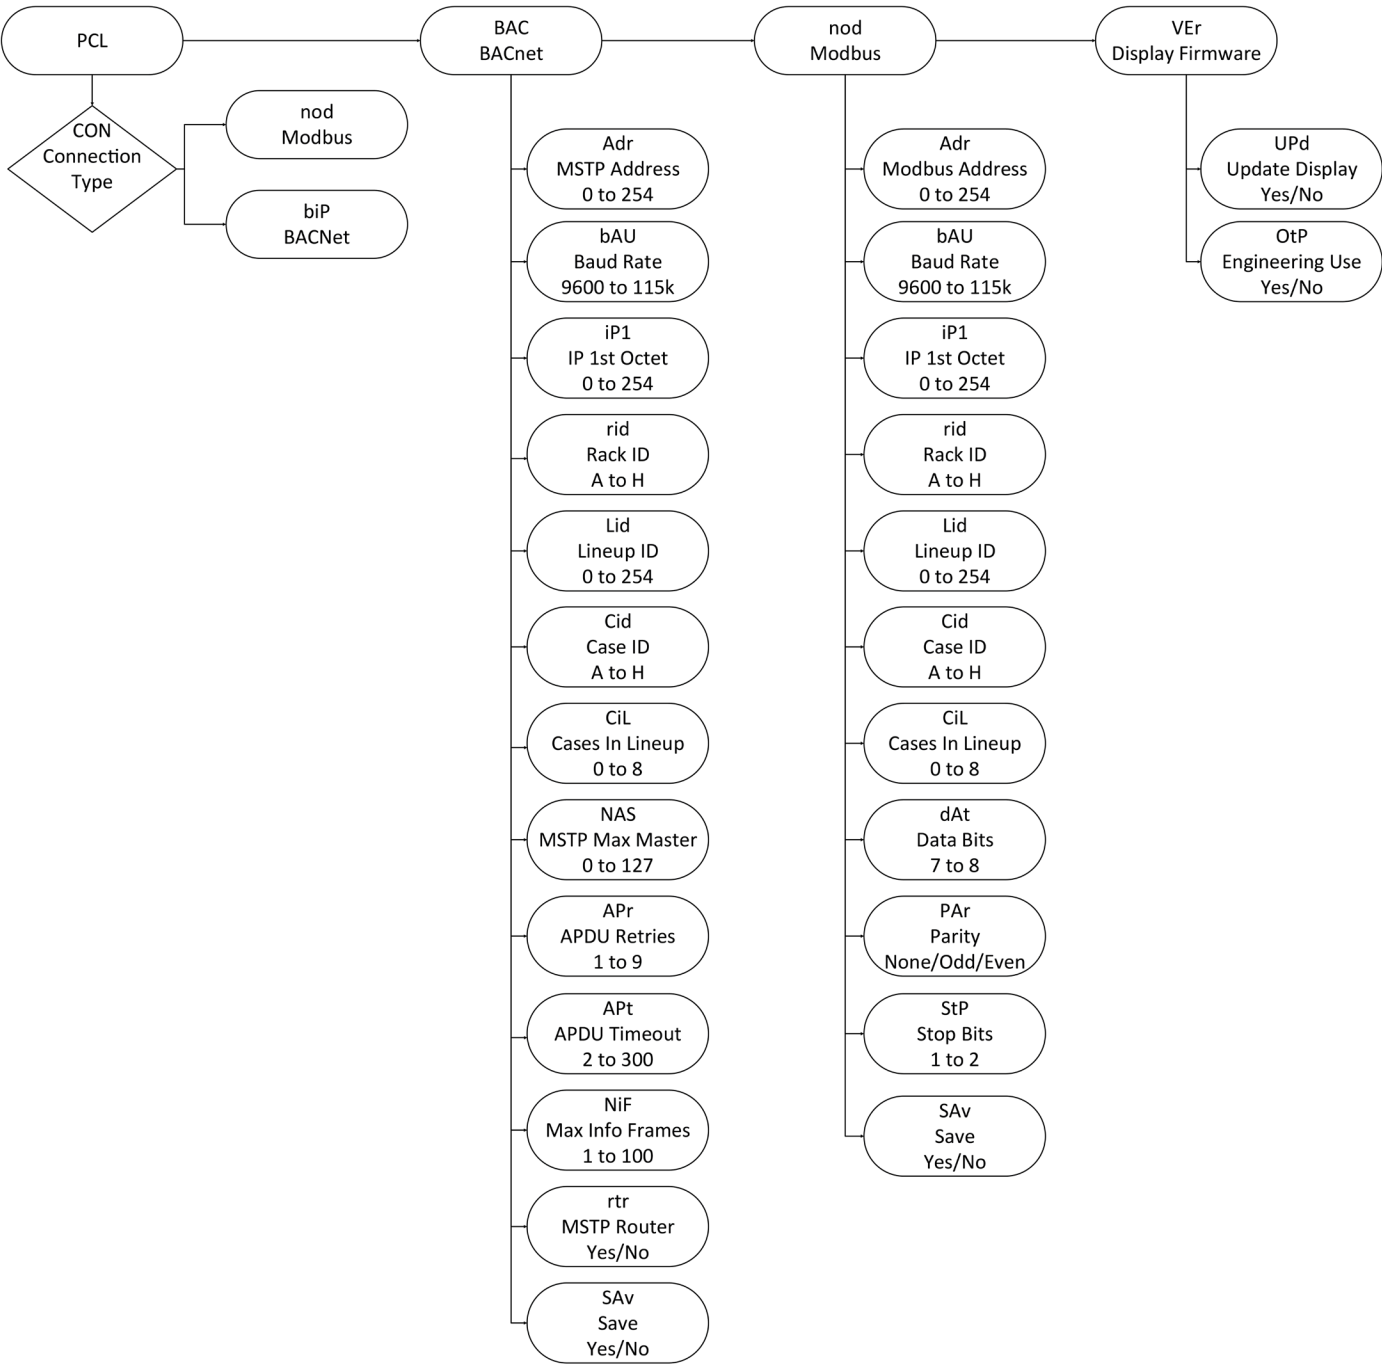 PCL
CON
Connection
Type
nod
Modbus
biP
BACNet
BAC
BACnet
Adr
MSTP Address
0 to 254
bAU
Baud Rate
9600 to 115k
iP1
IP 1st Octet
0 to 254
rid
Rack ID
A to H
Lid
Lineup ID
0 to 254
Cid
Case ID
A to H
CiL
Cases In Lineup
0 to 8
NAS
MSTP Max Master
0 to 127
APr
APDU Retries
1 to 9
APt
APDU Timeout
2 to 300
NiF
Max Info Frames
1 to 100
rtr
MSTP Router
Yes/No
SAv
Save
Yes/No
nod
Modbus
Adr
Modbus Address
0 to 254
bAU
Baud Rate
9600 to 115k
iP1
IP 1st Octet
0 to 254
rid
Rack ID
A to H
Lid
Lineup ID
0 to 254
Cid
Case ID
A to H
CiL
Cases In Lineup
0 to 8
dAt
Data Bits
7 to 8
PAr
Parity
None/Odd/Even
StP
Stop Bits
1 to 2
SAv
Save
Yes/No
VEr
Display Firmware
UPd
Update Display
Yes/No
OtP
Engineering Use
Yes/No